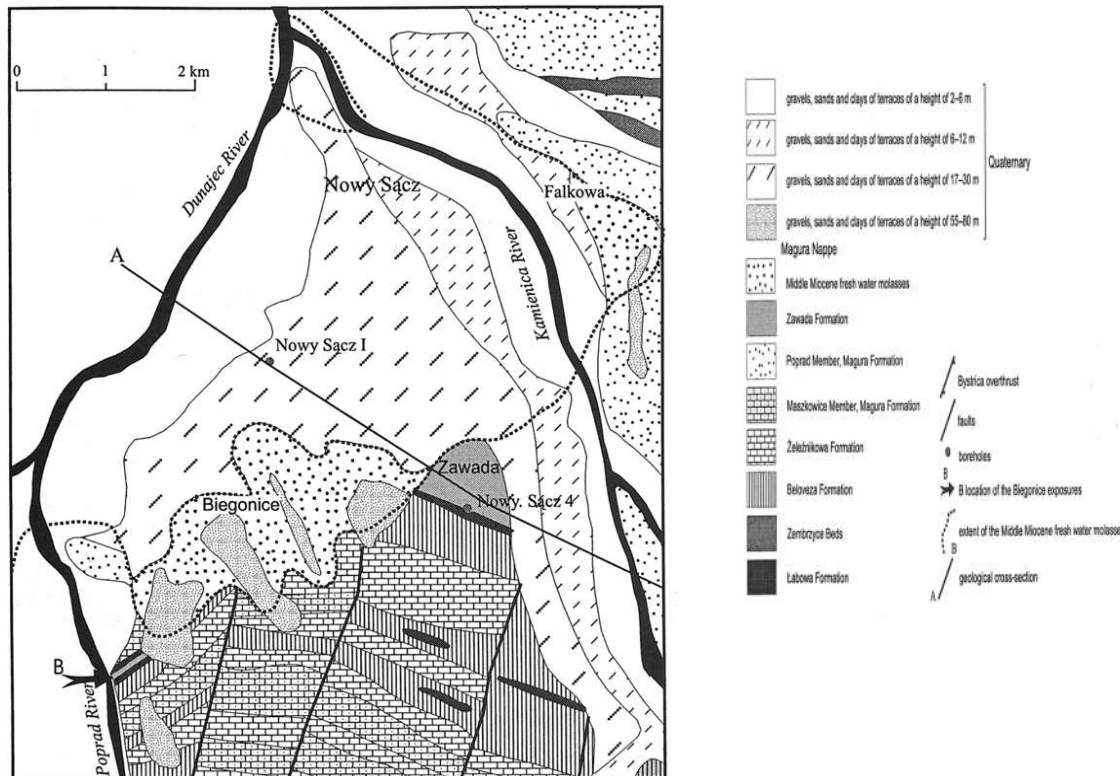 0 1 2 km
Dunajec River
Nowy Sącz
Falkowa
A
Kamienica River
Nowy Sącz I
Zawada
Nowy. Sącz 4
Biegonice
B
Poprad River
gravels, sands and clays of terraces of a height of 2–6 m
gravels, sands and clays of terraces of a height of 6–12 m
Quaternary
gravels, sands and clays of terraces of height of 17–30 m
gravels, sands and clays of terraces of a height of 55–80 m
Magura Nappe
Middle Miocene fresh water molasses
Zawada Formation
Poprad Member, Magura Formation
Bystrica overthrust
Maszkowice Member, Magura Formation
faults
Żeleźnikowa Formation
boreholes
B
Beloveza Formation
B location of the Biegonice exposures
Zembrzyce Beds
extent of the Middle Miocene fresh water molasses
B
Łabowa Formation
geological cross-section
A